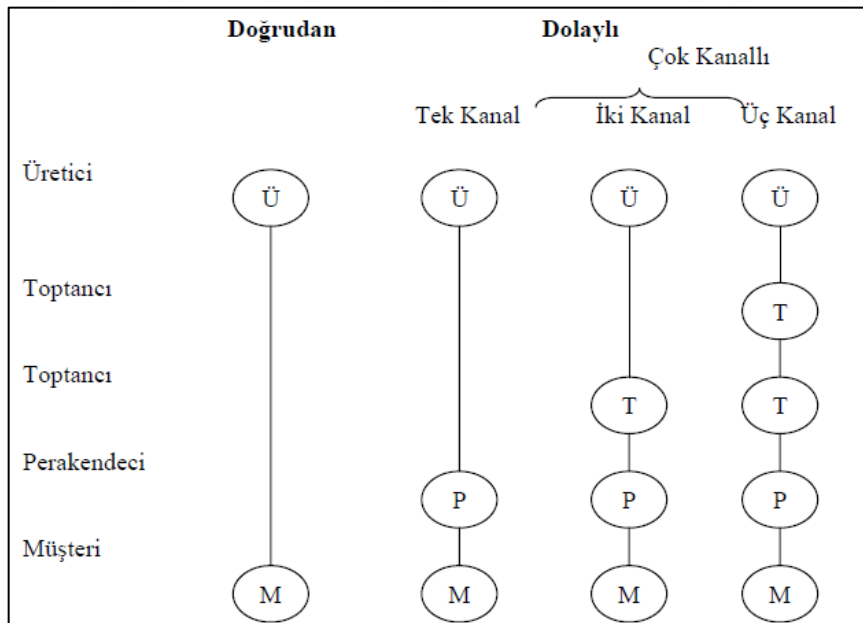 Doğrudan Dolaylı
Çok Kanallı
Tek Kanal İki Kanal Üç Kanal
Üretici
Ü Ü Ü Ü
Toptancı
T
Toptancı
T T
Perakendeci
P P P
Müşteri
M M M M